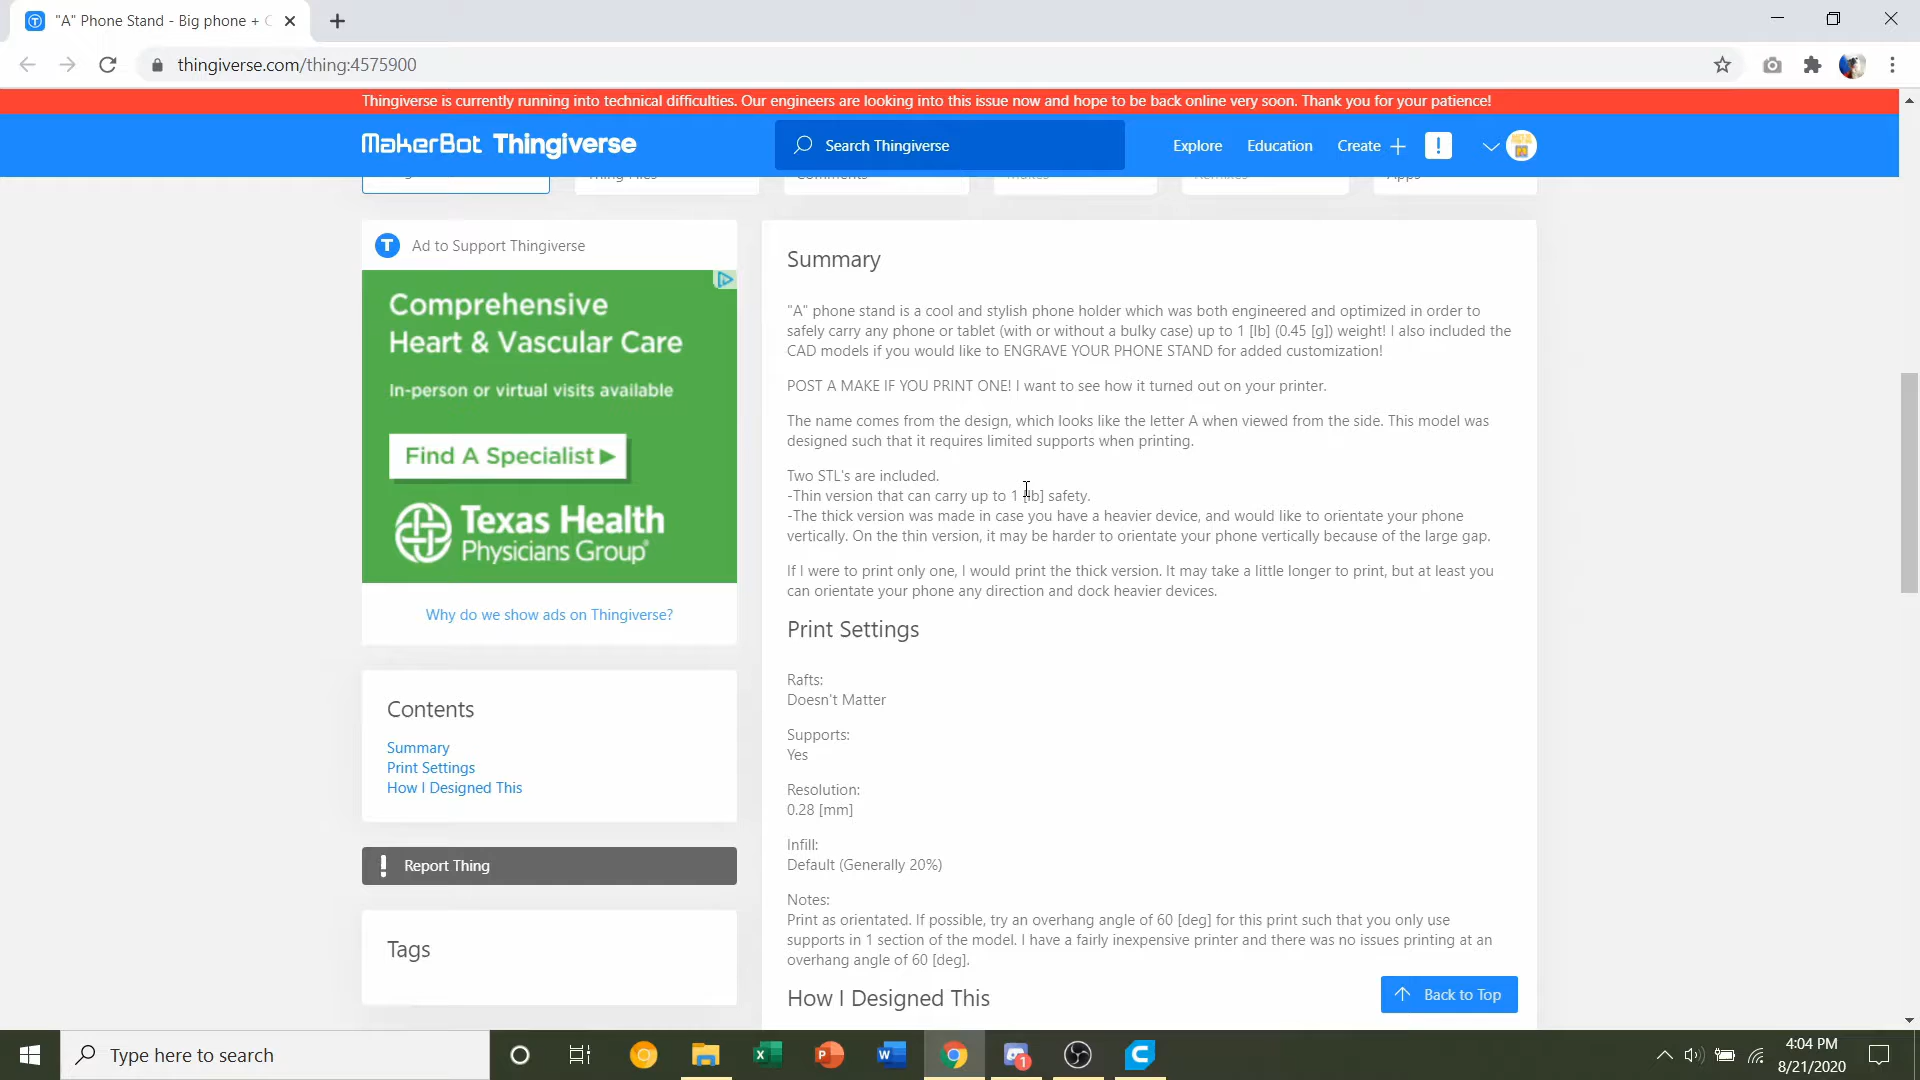 "A" Phone Stand - Big phone +
thingiverse.com/thing:4575900
Thingiverse is currently running into technical difficulties. Our engineers are looking into this issue now and hope to be back online very soon. Thank you for your patience!
MakerBot Thingiverse
Search Thingiverse
Explore
Education
Create
Thing Files
Comments
Makes
Remixes
Apps
Ad to Support Thingiverse
Comprehensive
Heart & Vascular Care
In-person or virtual visits available
Find A Specialist
Texas Health
Physicians Group
Why do we show ads on Thingiverse?
Contents
Summary
Print Settings
How I Designed This
Report Thing
Tags
Summary
"A" phone stand is a cool and stylish phone holder which was both engineered and optimized in order to
safely carry any phone or tablet (with or without a bulky case) up to 1 [lb] (0.45 [g]) weight! I also included the
CAD models if you would like to ENGRAVE YOUR PHONE STAND for added customization!
POST A MAKE IF YOU PRINT ONE! I want to see how it turned out on your printer.
The name comes from the design, which looks like the letter A when viewed from the side. This model was
designed such that it requires limited supports when printing.
Two STL's are included.
-Thin version that can carry up to 1 [lb] safety.
-The thick version was made in case you have a heavier device, and would like to orientate your phone
vertically. On the thin version, it may be harder to orientate your phone vertically because of the large gap.
If I were to print only one, I would print the thick version. It may take a little longer to print, but at least you
can orientate your phone any direction and dock heavier devices.
Print Settings
Rafts:
Doesn't Matter
Supports:
Yes
Resolution:
0.28 [mm]
Infill:
Default (Generally 20%)
Notes:
Print as orientated. If possible, try an overhang angle of 60 [deg] for this print such that you only use
supports in 1 section of the model. I have a fairly inexpensive printer and there was no issues printing at an
overhang angle of 60 [deg].
How I Designed This
Back to Top
Type here to search
1
4:04 PM
8/21/2020